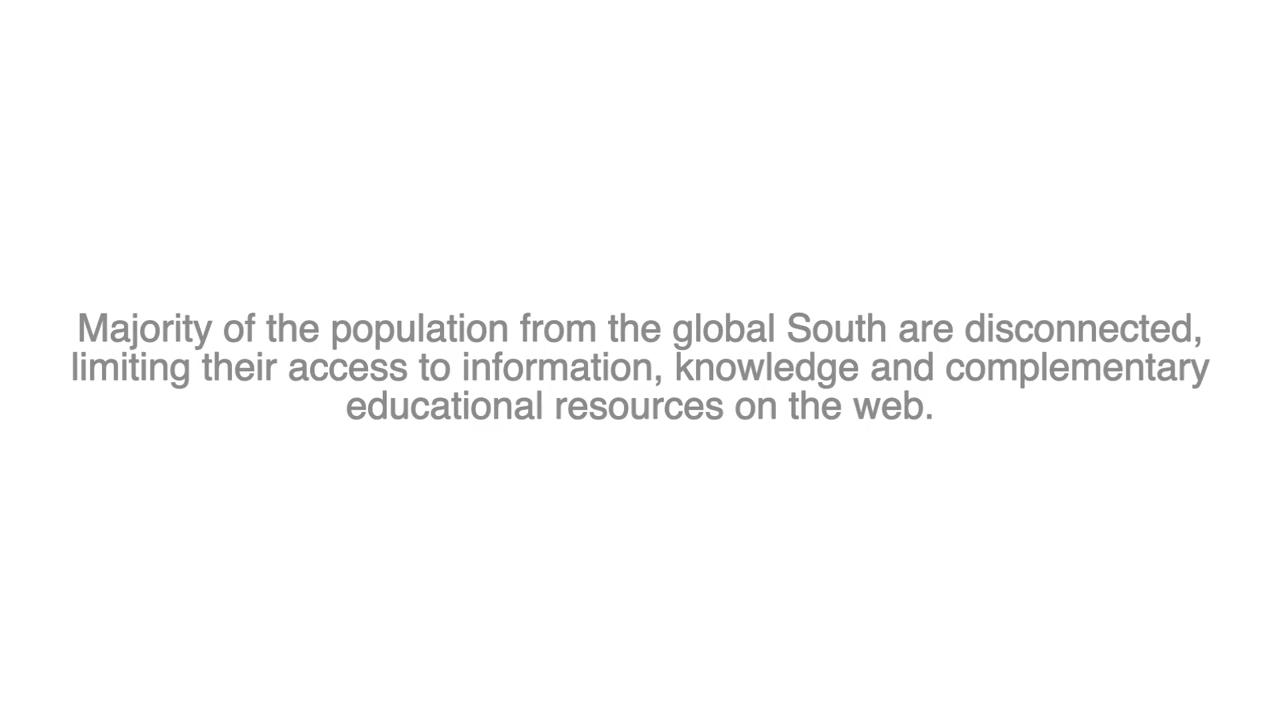 Majority of the population from the global South are disconnected,
limiting their access to information, knowledge and complementary
educational resources on the web.